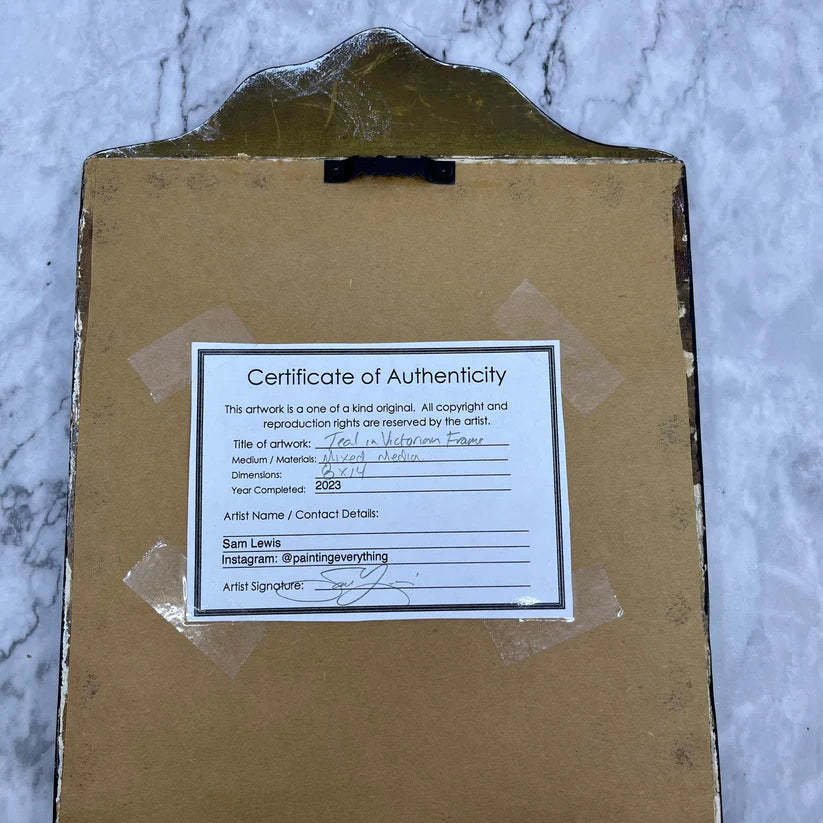 Certificate of Authenticity
This artwork is a one of a kind original. All copyright and
reproduction rights are reserved by the artist.
Title of artwork: Teal in Victorian Frame
Medium / Materials: Mixed Media
Dimensions: 8x14
Year Completed: 2023
Artist Name / Contact Details:
Sam Lewis
Instagram: @paintingeverything
Artist Signature: